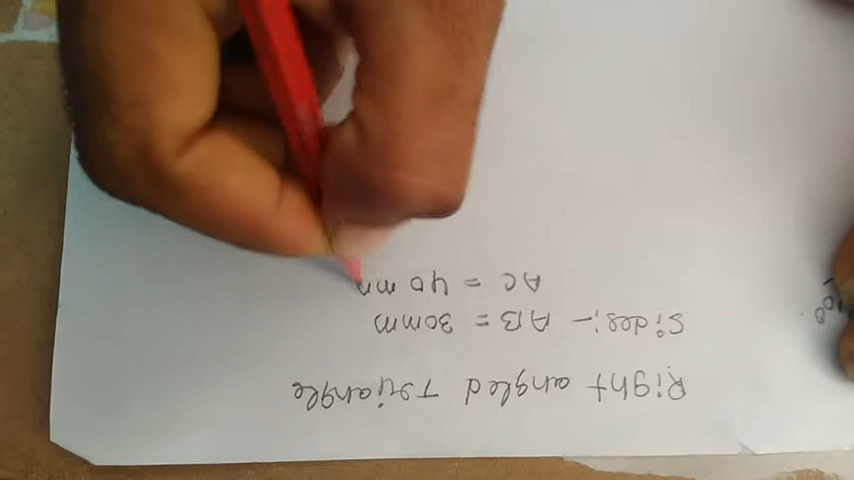 Right angled Triangle
Sides:- AB = 30mm
AC = 40 mm